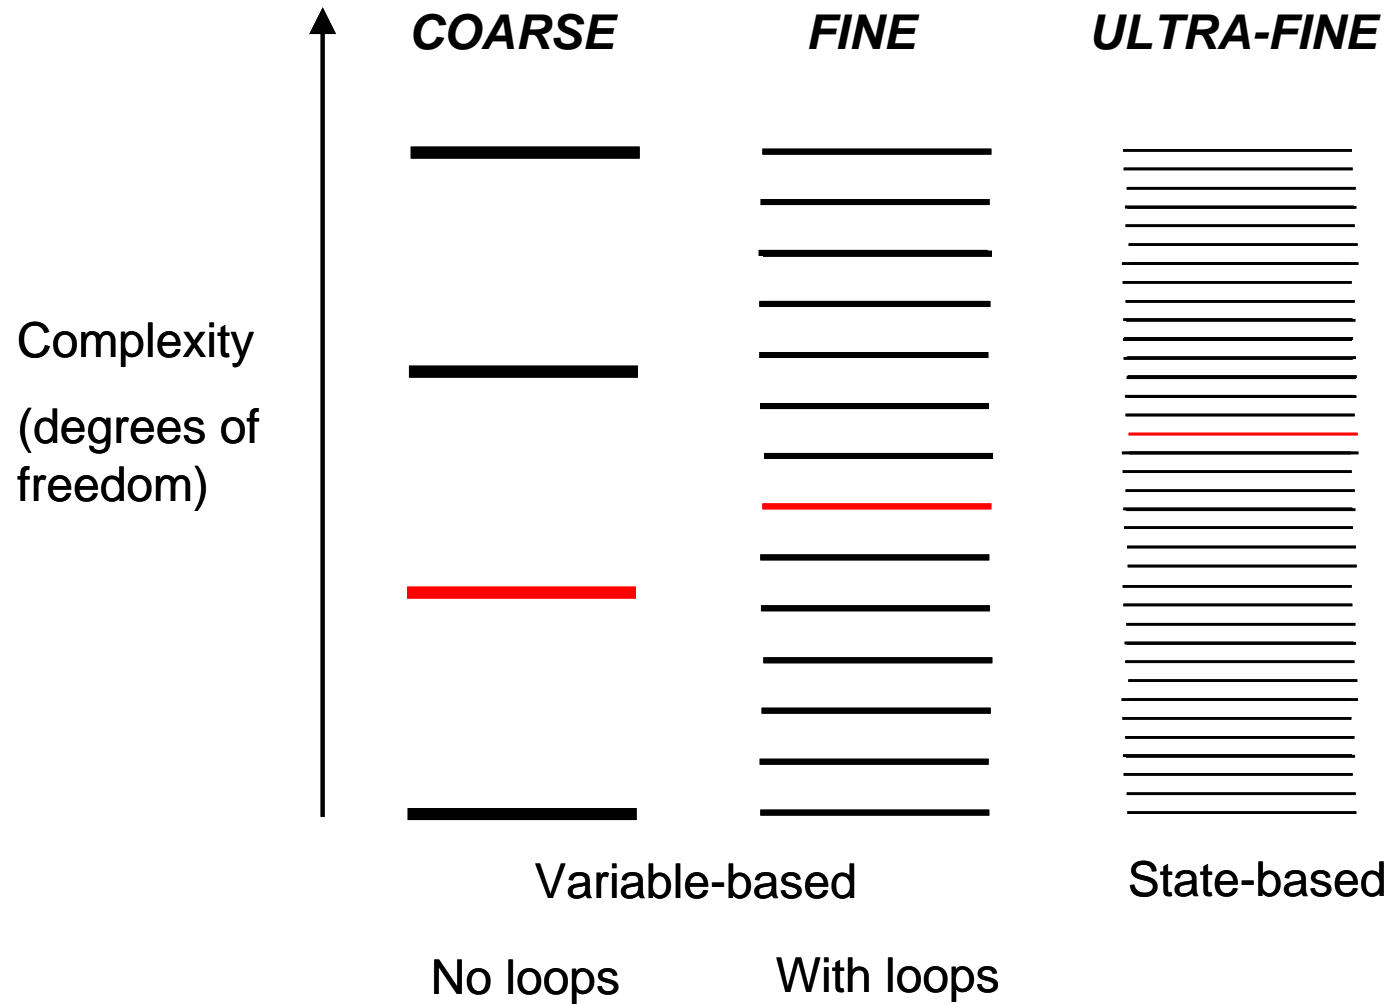 COARSE FINE ULTRA-FINE
Complexity
(degrees of
freedom)
Variable-based State-based
No loops With loops